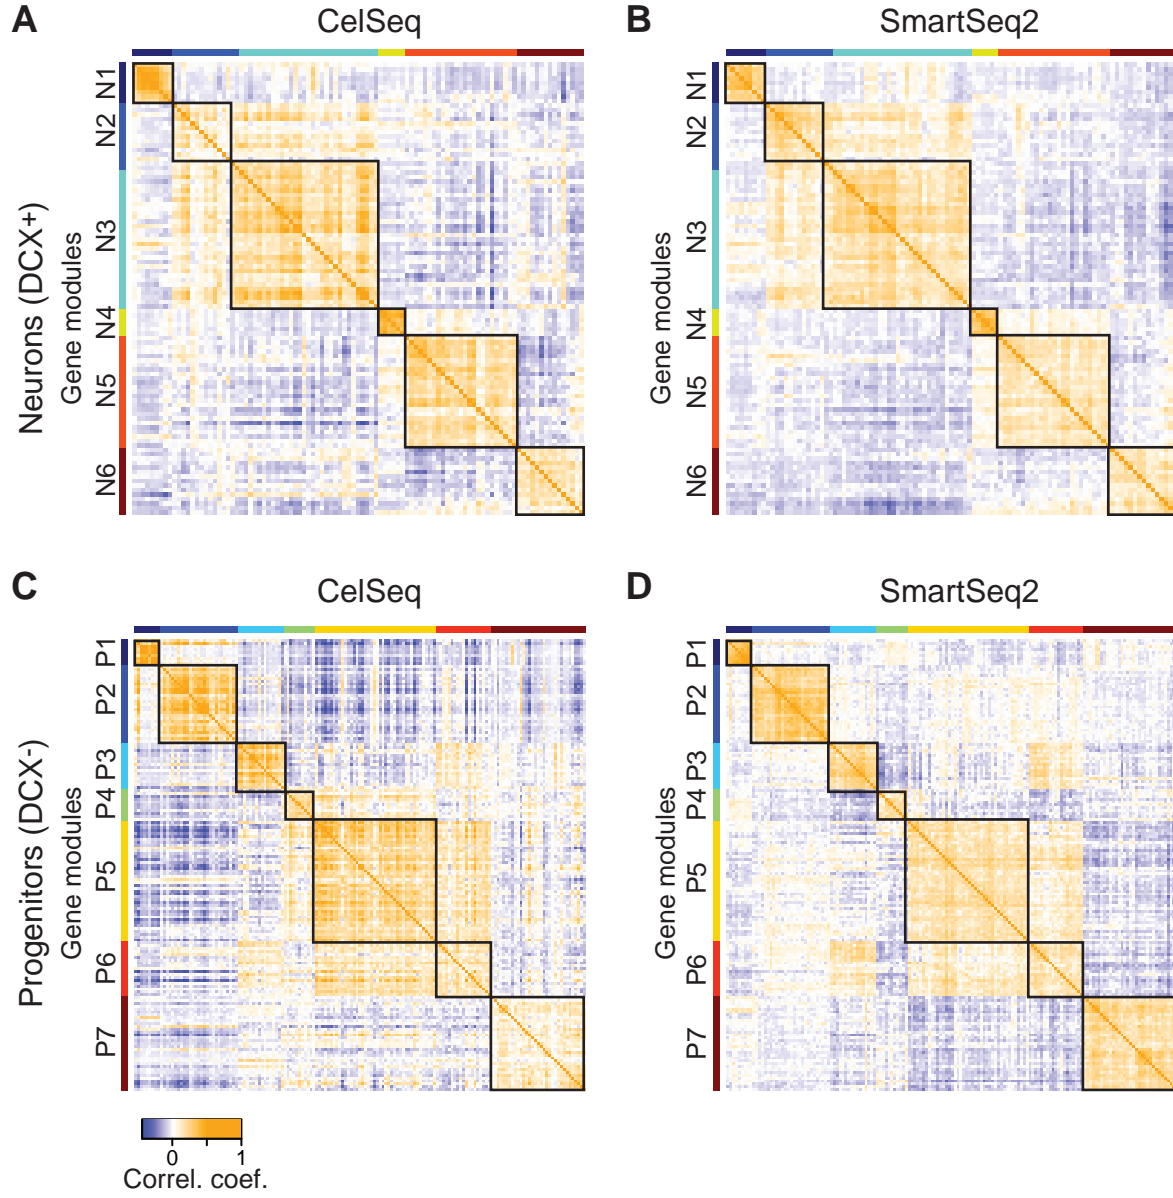 A CelSeq
B SmartSeq2
Neurons (DCX+)
Gene modules
N1
N2
N3
N4
N5
N6
Gene modules
N1
N2
N3
N4
N5
N6
C CelSeq
D SmartSeq2
Progenitors (DCX-)
Gene modules
P1
P2
P3
P4
P5
P6
P7
Gene modules
P1
P2
P3
P4
P5
P6
P7
0 1
Correl. coef.